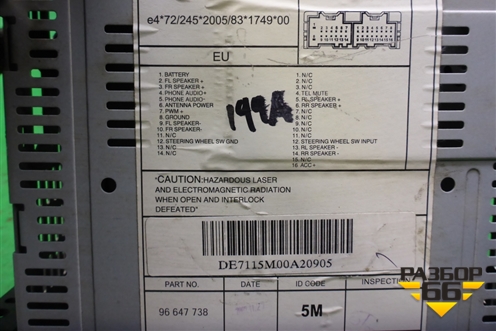 e4*72/245*2005/83*1749*00
EU
1. BATTERY
2. FL SPEAKER +
3. FR SPEAKER +
4. PHONE AUDIO+
5. PHONE AUDIO-
6. ANTENNA POWER
7. PWM +
8. GROUND
9. FL SPEAKER-
10. FR SPEAKER-
11. N/C
12. STEERING WHEEL SW GND
13. N/C
14. N/C
1. N/C
2. N/C
3. N/C
4. TEL MUTE
5. RL SPEAKER +
6. RR SPEAKER +
7. N/C
8. N/C
9. N/C
10. N/C
11. N/C
12. STEERING WHEEL SW INPUT
13. RL SPEAKER -
14. RR SPEAKER -
15. N/C
16. ACC+
199A
"CAUTION:HAZARDOUS LASER
AND ELECTROMAGNETIC RADIATION
WHEN OPEN AND INTERLOCK
DEFEATED"
DE7115M00A20905
PART NO. DATE ID CODE INSPECTI
96 647 738 5M
РАЗБОР
66